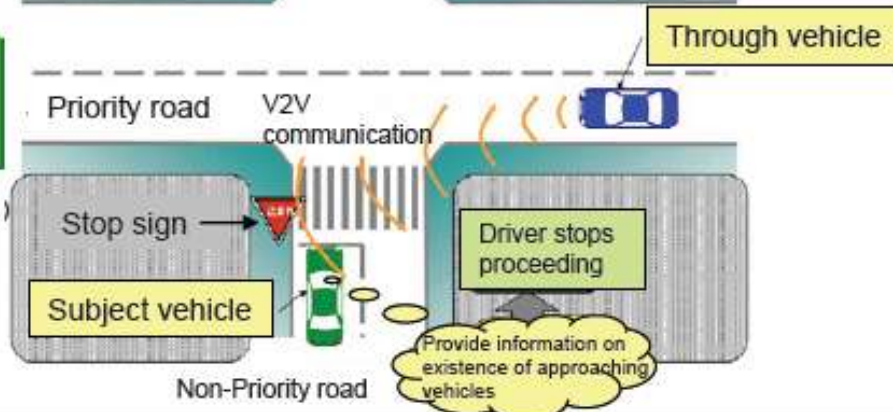 Through vehicle
Priority road
V2V
communication
Stop sign
Driver stops
proceeding
Subject vehicle
Provide information on
existence of approaching
vehicles
Non-Priority road